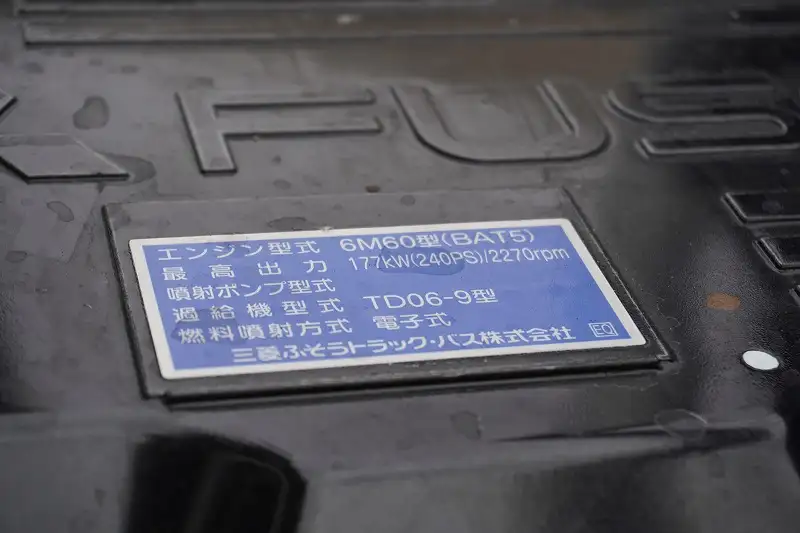 FUS
エンジン型式 6M60型(BAT5)
最高出力 177kW(240PS)/2270rpm
噴射ポンプ型式
過給機型式 TD06-9型
燃料噴射方式 電子式
三菱ふそうトラック・バス株式会社 EQ